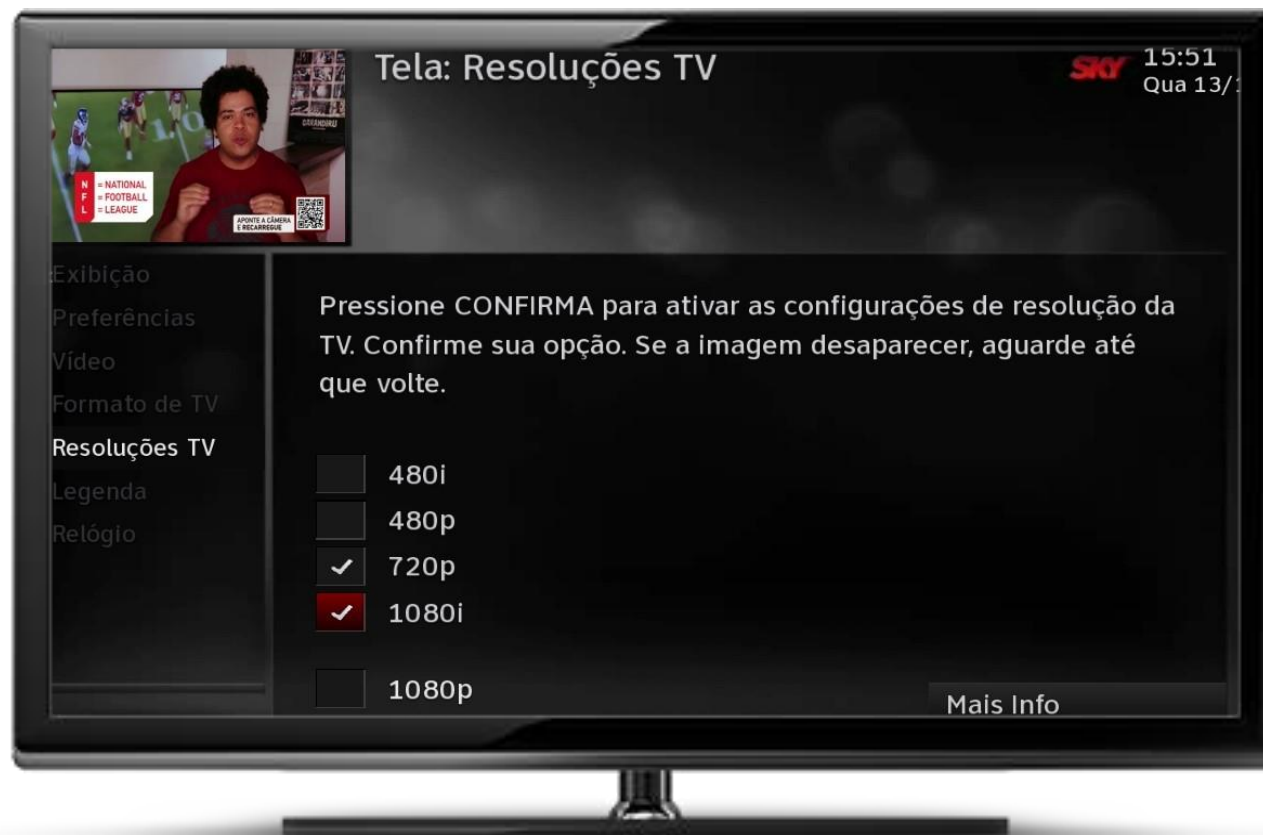 Tela: Resoluções TV
SKY
15:51
Qua 13/
N = NATIONAL
F = FOOTBALL
L = LEAGUE
APONTE A CÂMERA
E RECARREGUE
CARANDIRU
Exibição
Preferências
Vídeo
Formato de TV
Resoluções TV
Legenda
Relógio
Pressione CONFIRMA para ativar as configurações de resolução da
TV. Confirme sua opção. Se a imagem desaparecer, aguarde até
que volte.
480i
480p
720p
1080i
1080p
Mais Info